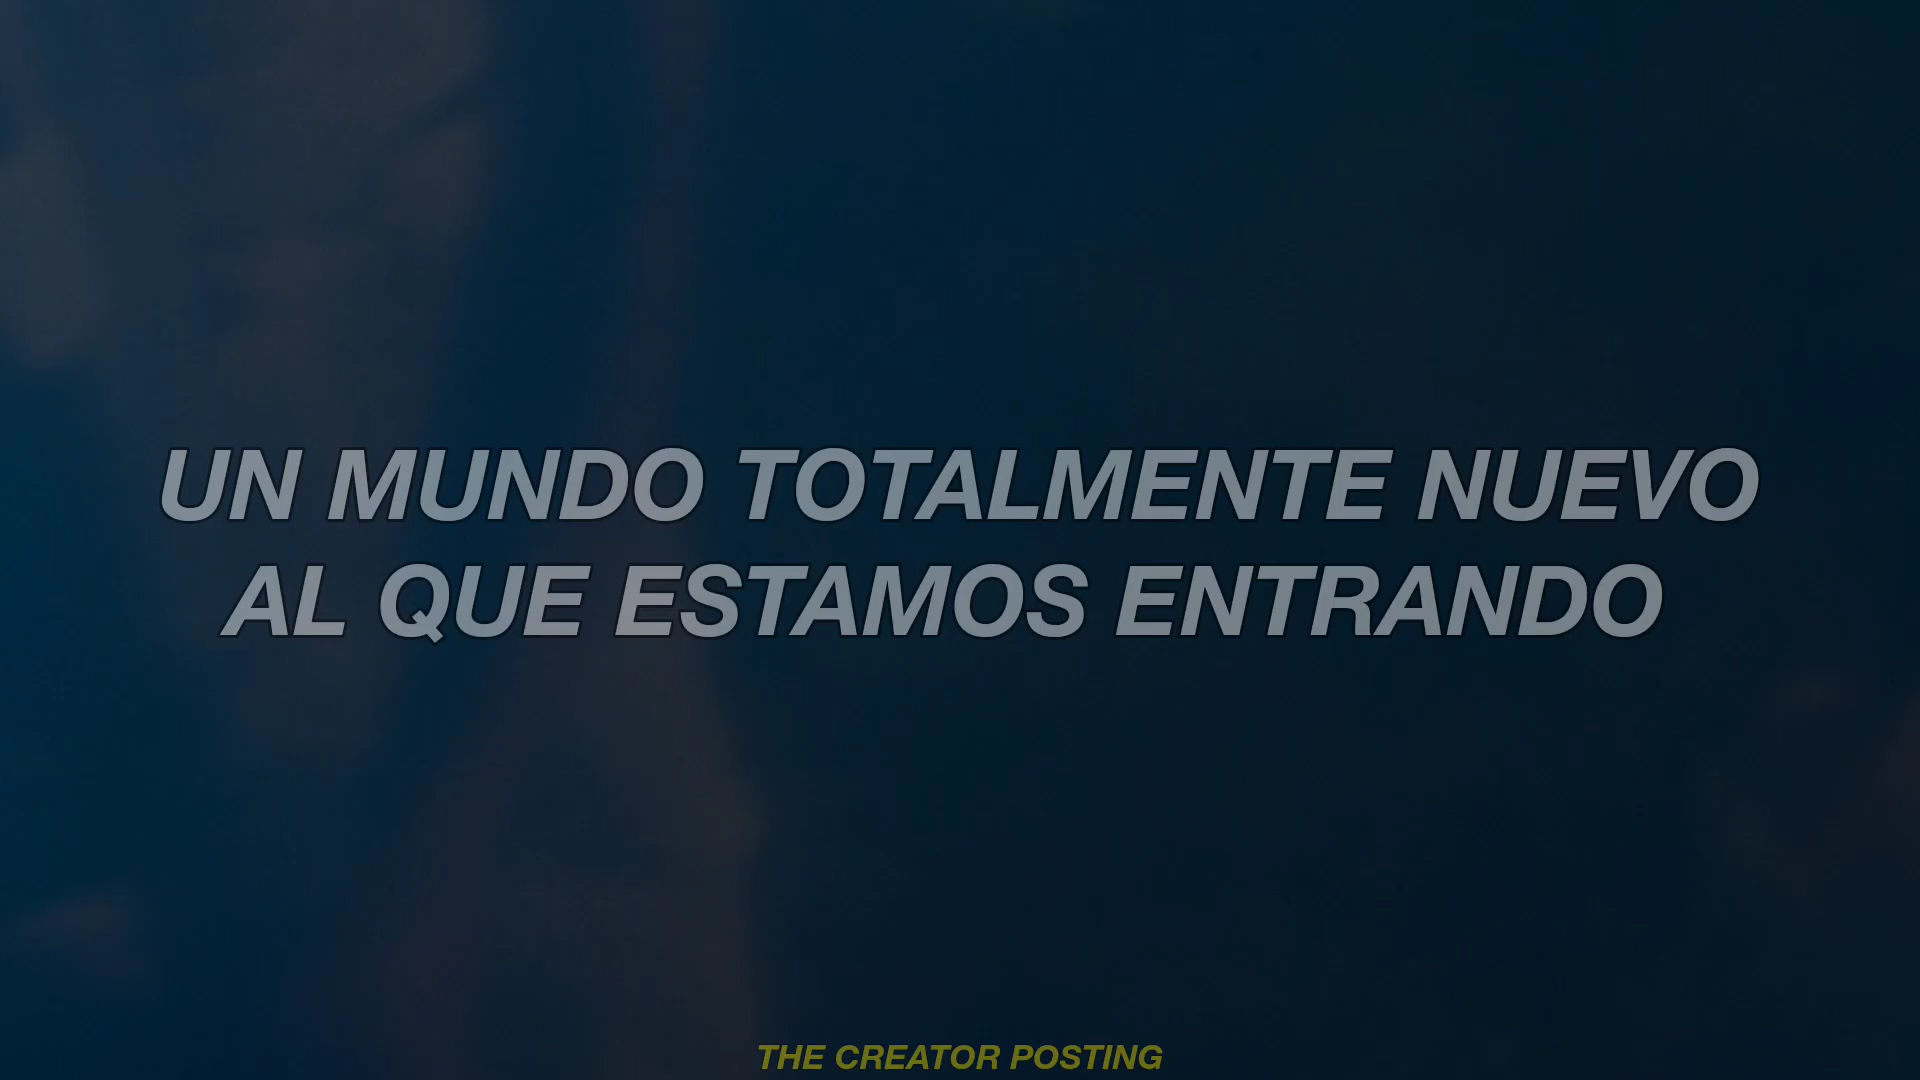 UN MUNDO TOTALMENTE NUEVO
AL QUE ESTAMOS ENTRANDO
THE CREATOR POSTING